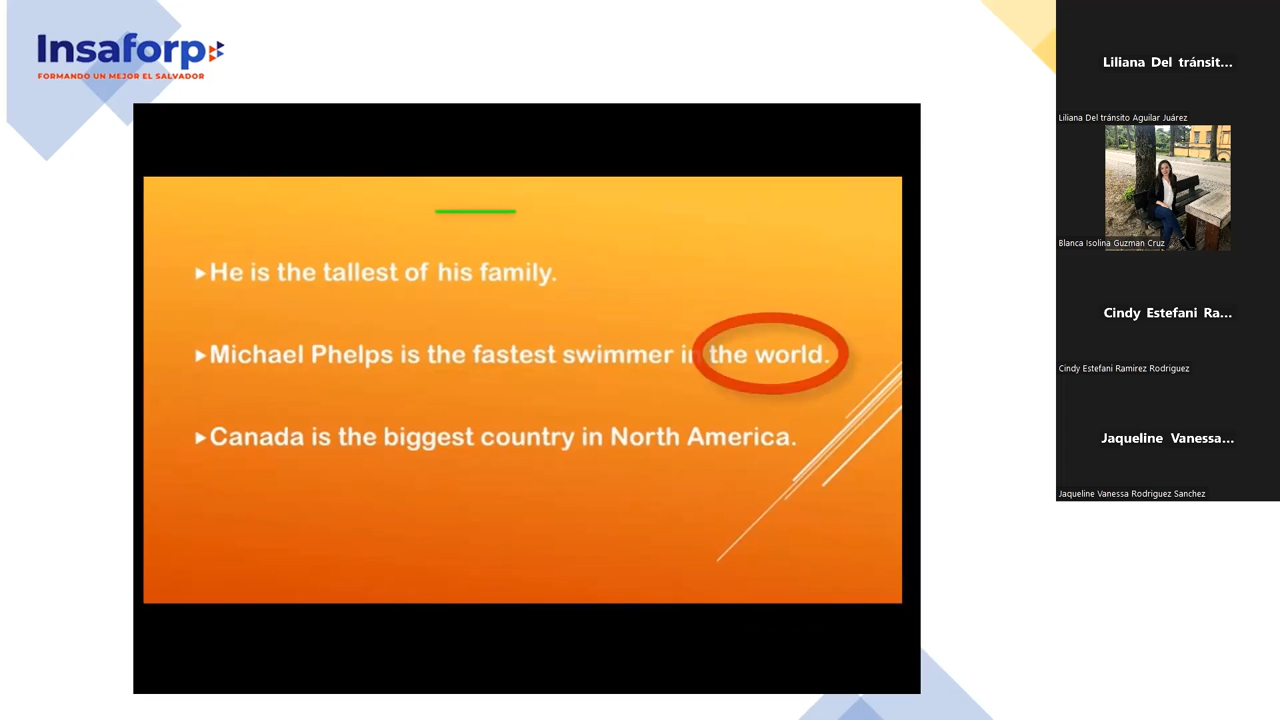 Insaforp
FORMANDO UN MEJOR EL SALVADOR
▸He is the tallest of his family.
▸Michael Phelps is the fastest swimmer in the world.
▸Canada is the biggest country in North America.
Liliana Del tránsit...
Liliana Del tránsito Aguilar Juárez
Blanca Isolina Guzman Cruz
Cindy Estefani Ra...
Cindy Estefani Ramirez Rodriguez
Jaqueline Vanessa...
Jaqueline Vanessa Rodriguez Sanchez